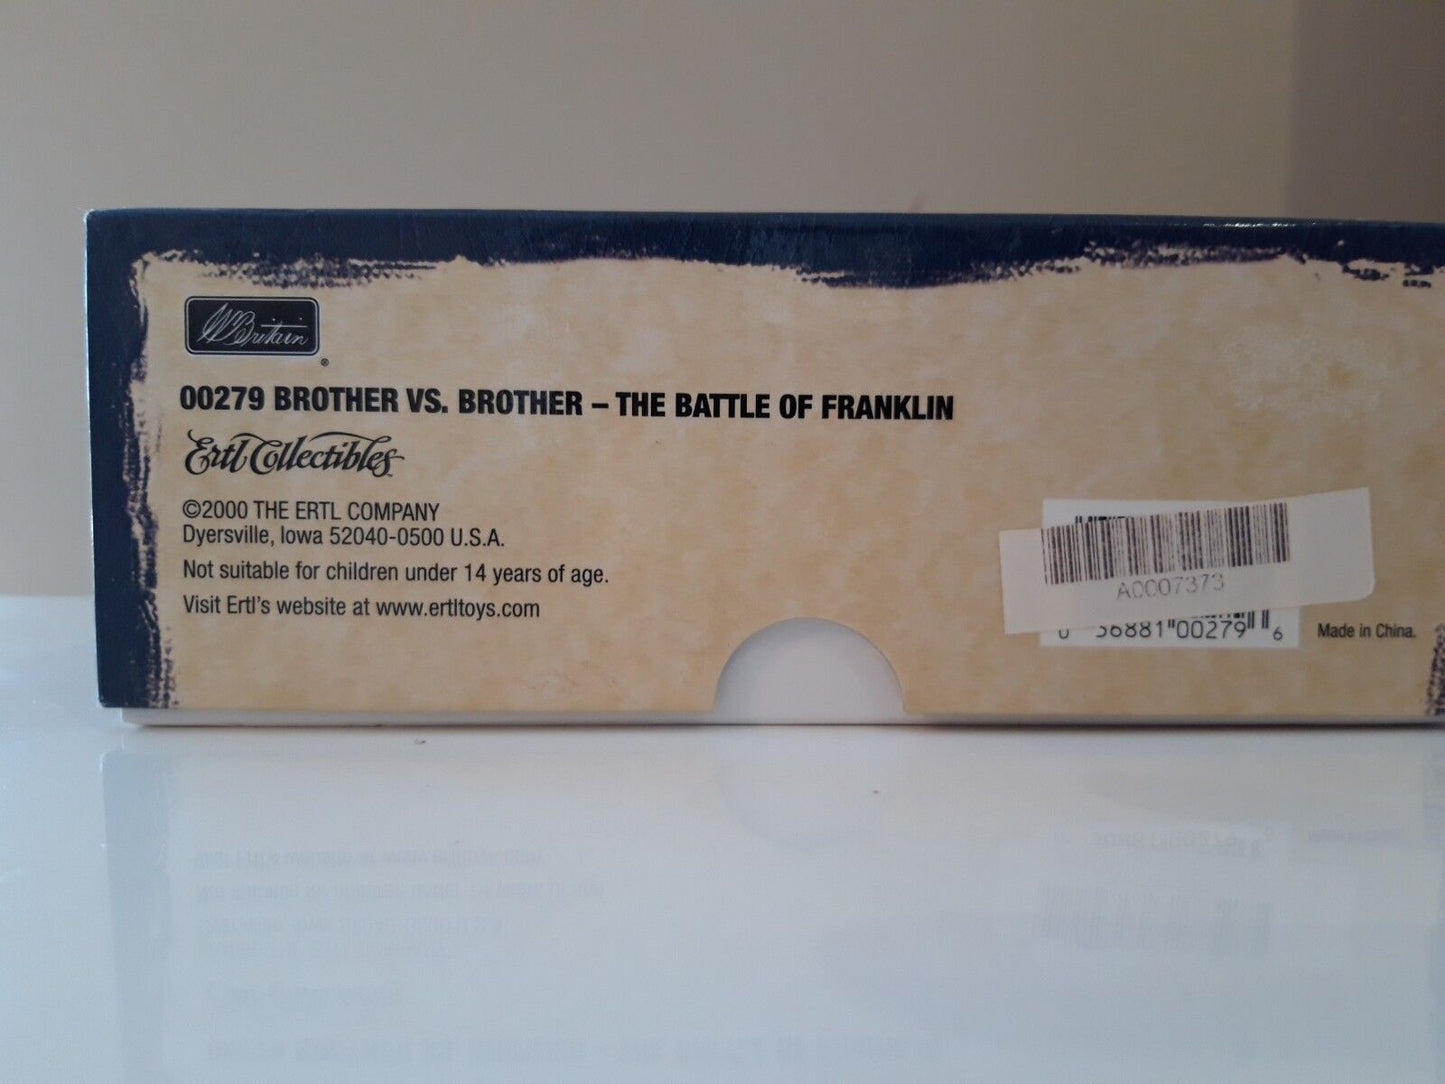 W Britain
®
00279 BROTHER VS. BROTHER – THE BATTLE OF FRANKLIN
Ertl Collectibles
©2000 THE ERTL COMPANY
Dyersville, Iowa 52040-0500 U.S.A.
Not suitable for children under 14 years of age.
Visit Ertl's website at www.ertltoys.com
A0007373
0 36881 00279 6
Made in China.